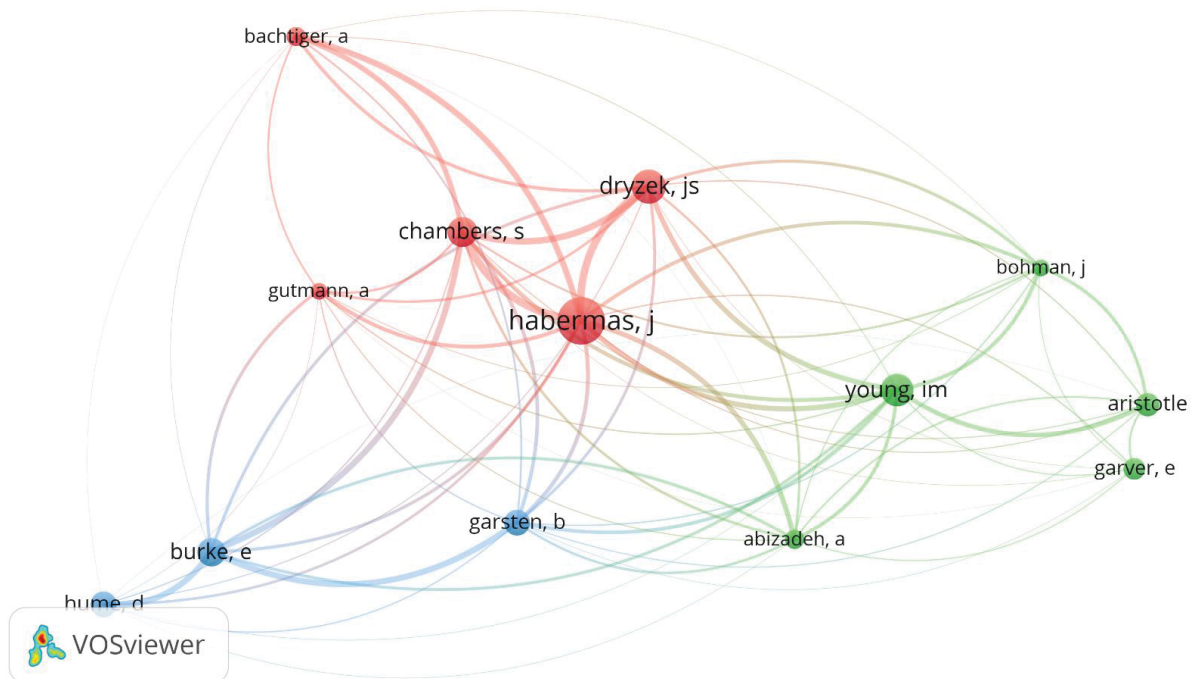 bachtiger, a
dryzek, js
chambers, s
bohman, j
gutmann, a
habermas, j
young, im
aristotle
garver, e
garsten, b
abizadeh, a
burke, e
hume, d
VOSviewer